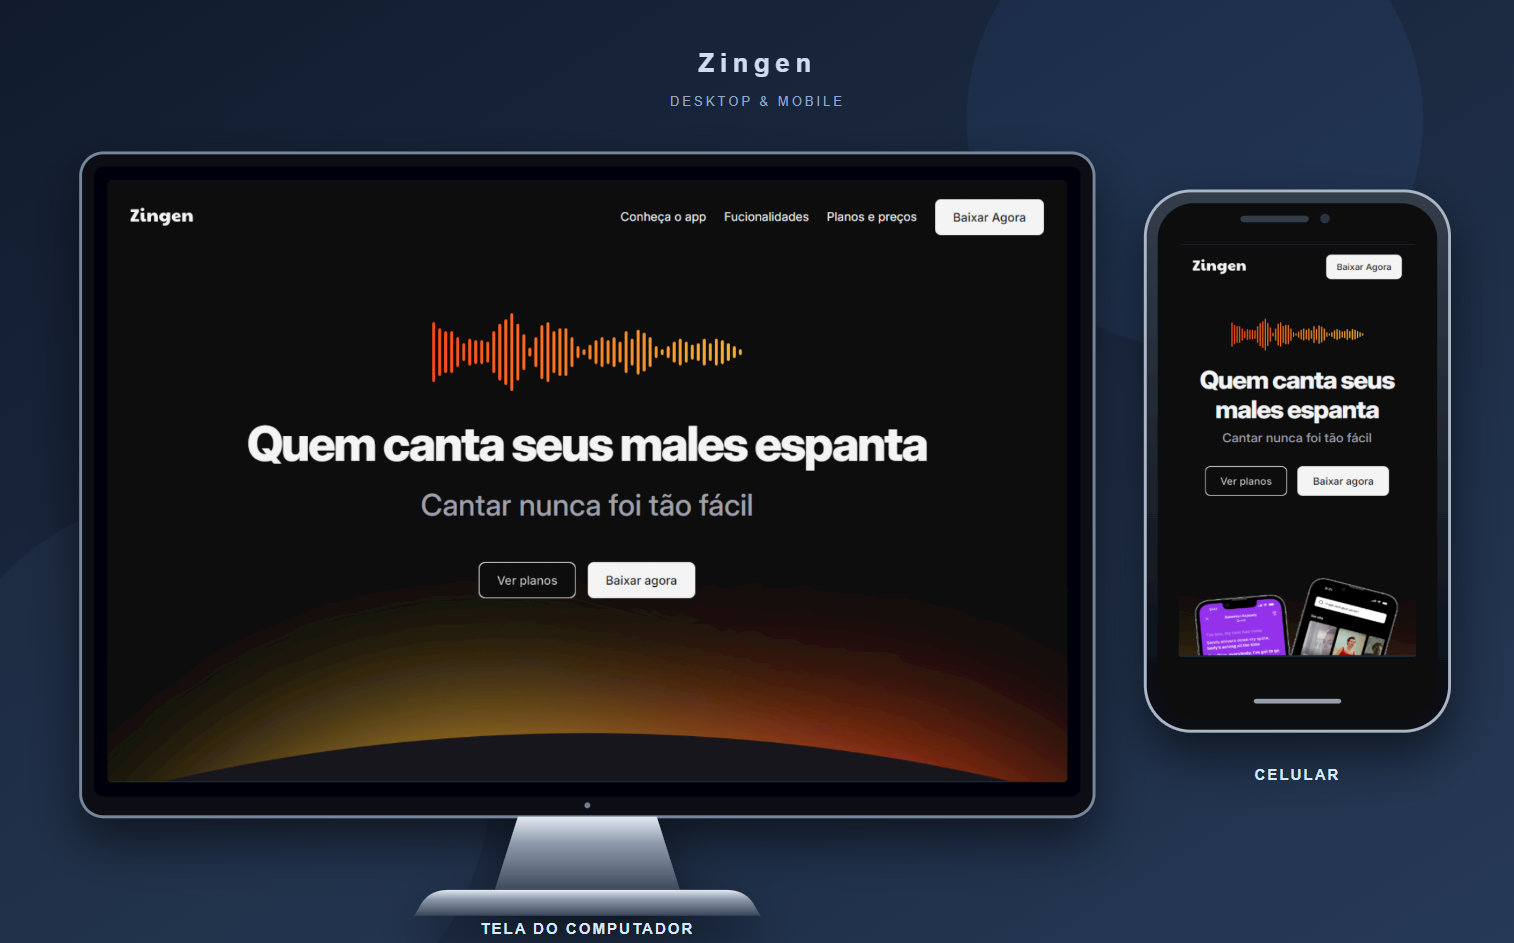 Zingen
DESKTOP & MOBILE
Zingen
Conheça o app
Fucionalidades
Planos e preços
Baixar Agora
Quem canta seus males espanta
Cantar nunca foi tão fácil
Ver planos
Baixar agora
TELA DO COMPUTADOR
Zingen
Baixar Agora
Quem canta seus
males espanta
Cantar nunca foi tão fácil
Ver planos
Baixar agora
CELULAR